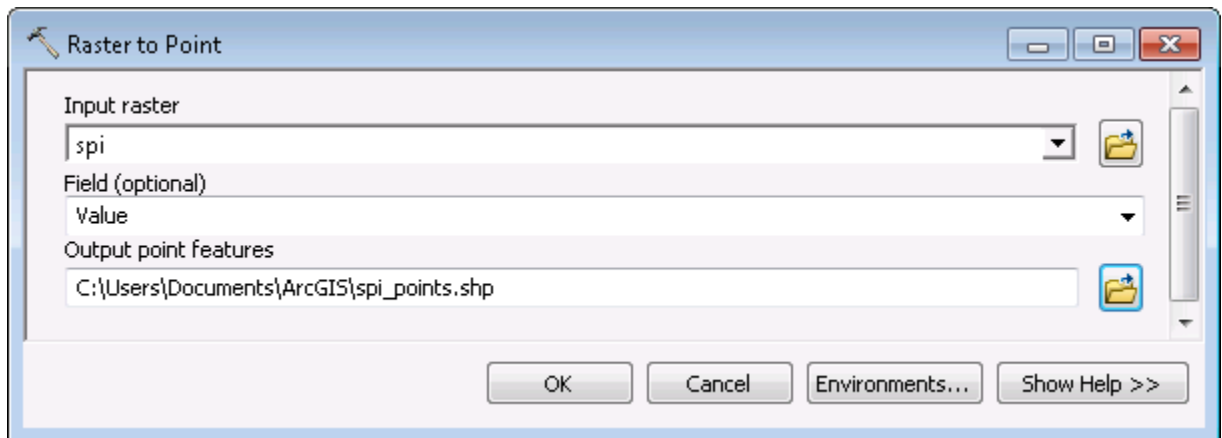 Raster to Point
Input raster
spi
Field (optional)
Value
Output point features
C:\Users\Documents\ArcGIS\spi_points.shp
OK Cancel Environments... Show Help >>